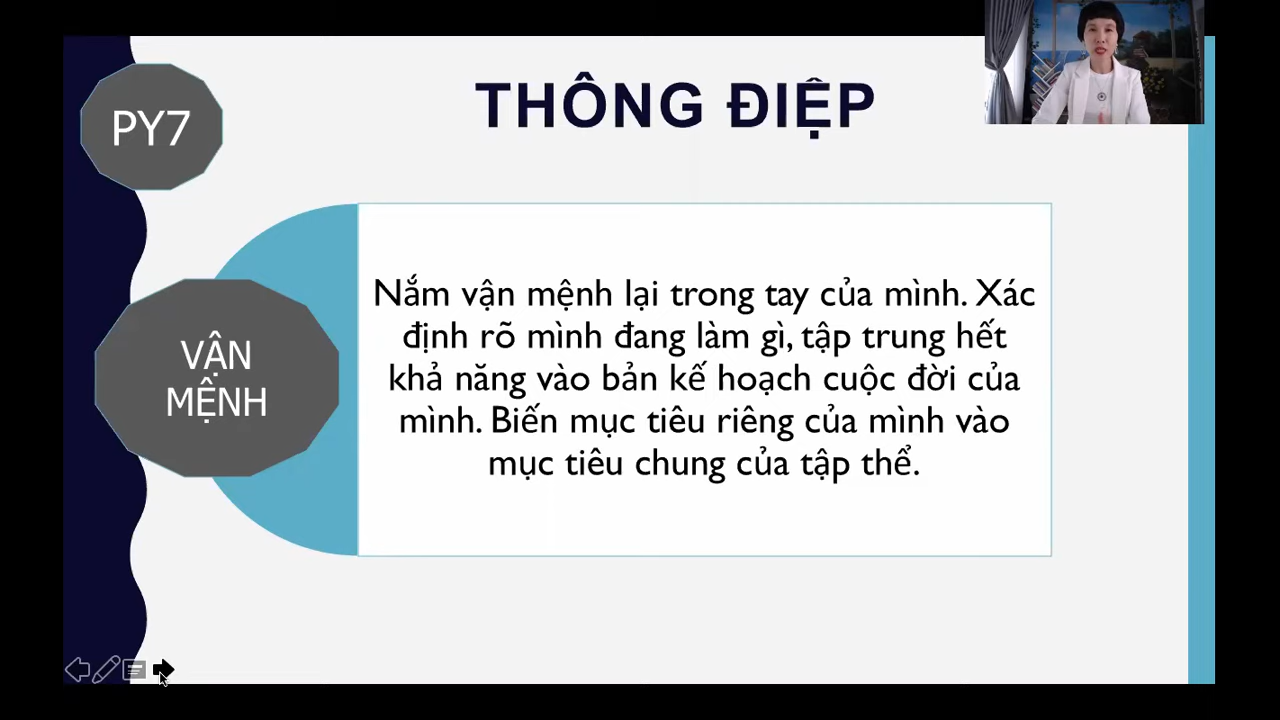 PY7
THÔNG ĐIỆP
VẬN
MỆNH
Nắm vận mệnh lại trong tay của mình. Xác
định rõ mình đang làm gì, tập trung hết
khả năng vào bản kế hoạch cuộc đời của
mình. Biến mục tiêu riêng của mình vào
mục tiêu chung của tập thể.